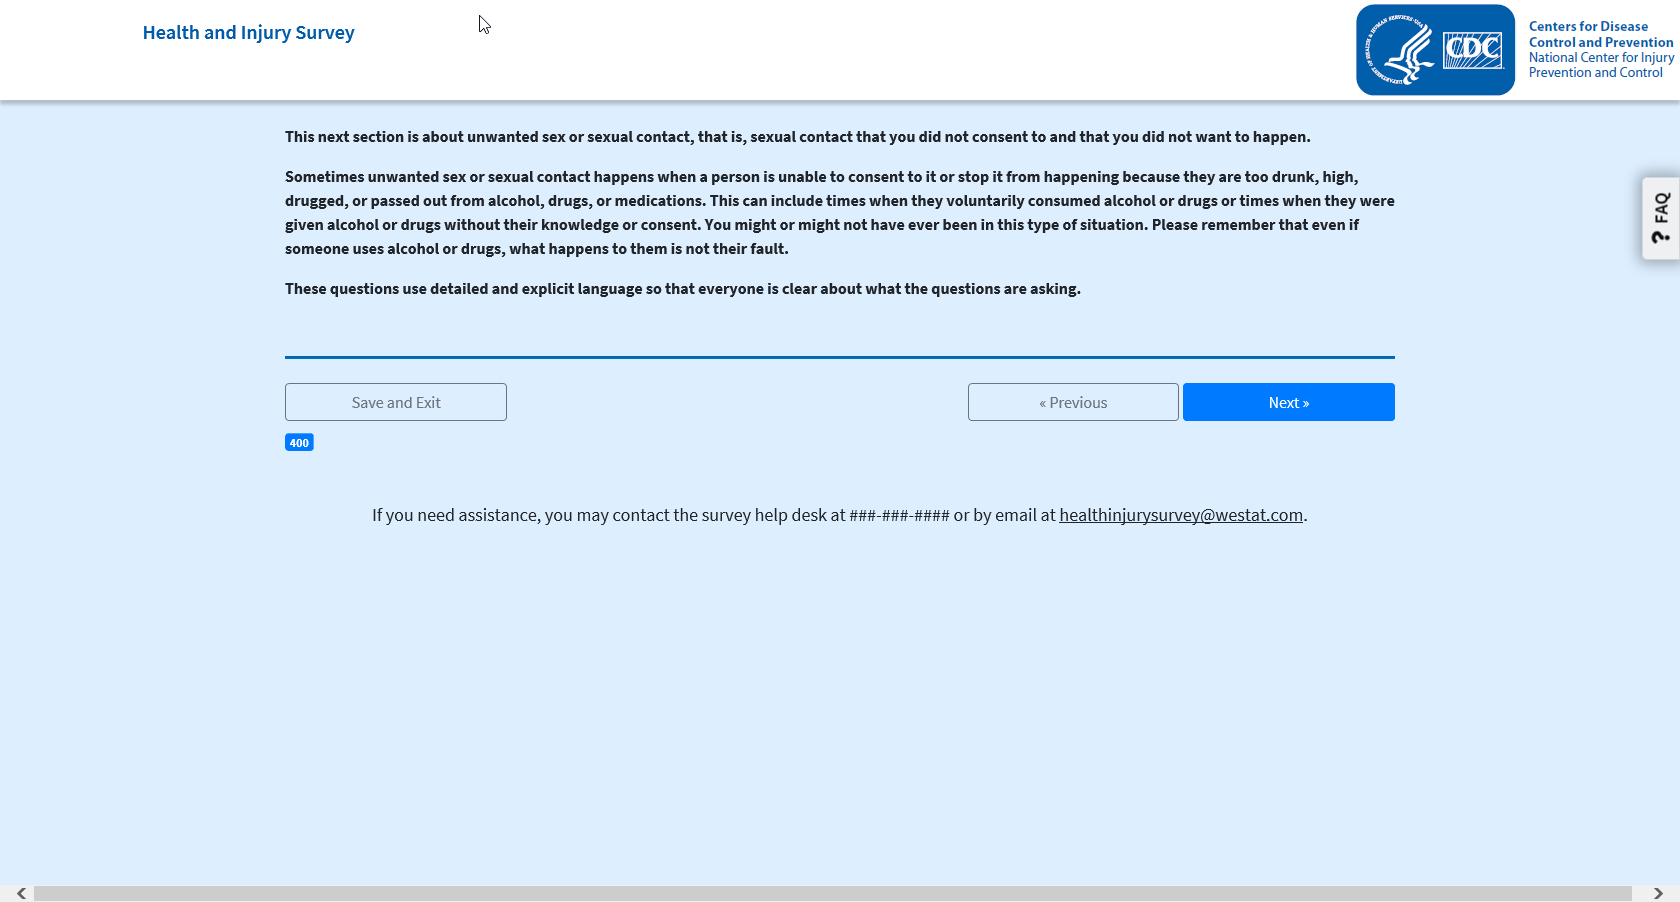 Health and Injury Survey
DEPARTMENT OF HEALTH & HUMAN SERVICES·USA
CDC
Centers for Disease
Control and Prevention
National Center for Injury
Prevention and Control
This next section is about unwanted sex or sexual contact, that is, sexual contact that you did not consent to and that you did not want to happen.
Sometimes unwanted sex or sexual contact happens when a person is unable to consent to it or stop it from happening because they are too drunk, high,
drugged, or passed out from alcohol, drugs, or medications. This can include times when they voluntarily consumed alcohol or drugs or times when they were
given alcohol or drugs without their knowledge or consent. You might or might not have ever been in this type of situation. Please remember that even if
someone uses alcohol or drugs, what happens to them is not their fault.
These questions use detailed and explicit language so that everyone is clear about what the questions are asking.
? FAQ
Save and Exit
« Previous
Next »
400
If you need assistance, you may contact the survey help desk at ###-###-#### or by email at healthinjurysurvey@westat.com.